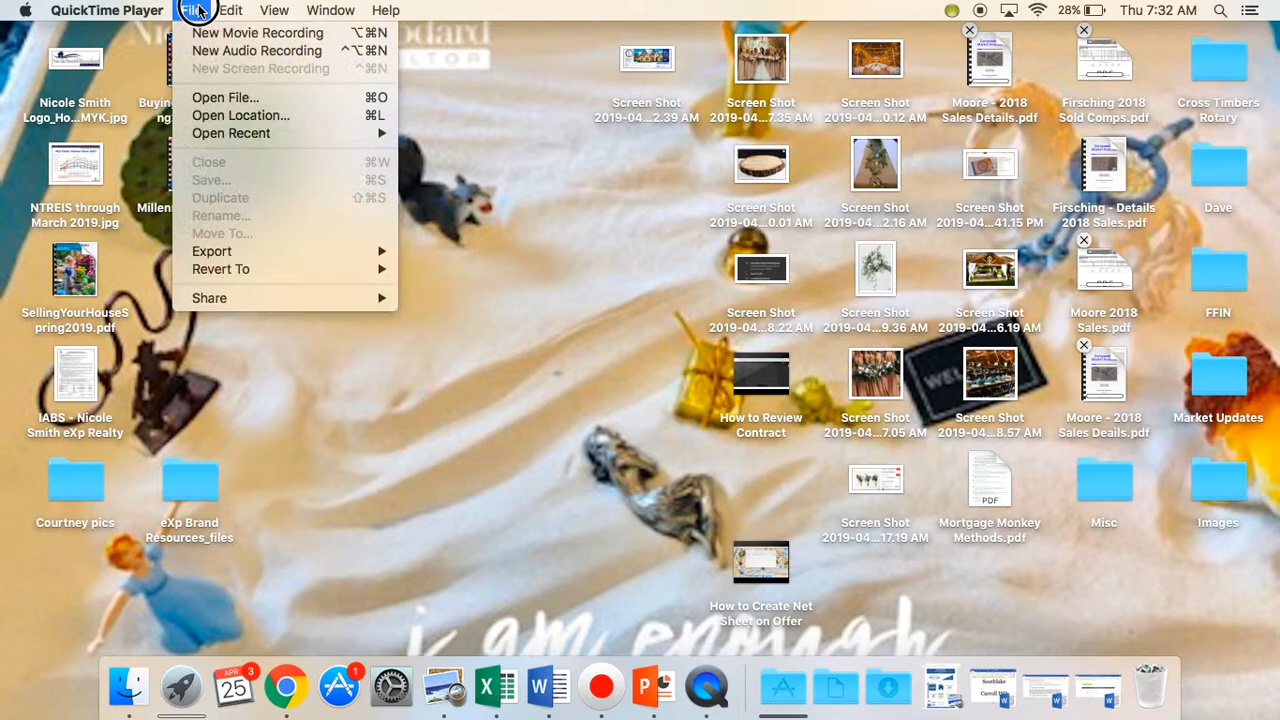 QuickTime Player File Edit View Window Help 28% Thu 7:32 AM
New Movie Recording ⌥⌘N
New Audio Recording ^⌥⌘N
New Screen Recording ^⌘N
Open File... ⌘O
Open Location... ⌘L
Open Recent
Close ⌘W
Save... ⌘S
Duplicate ⇧⌘S
Rename...
Move To...
Export
Revert To
Share
Nicole Smith
Logo_Ho...MYK.jpg
NTREIS through
March 2019.jpg
SellingYourHouseS
pring2019.pdf
IABS - Nicole
Smith eXp Realty
Courtney pics
eXp Brand
Resources_files
Screen Shot
2019-04...2.39 AM
Screen Shot
2019-04...7.35 AM
Screen Shot
2019-04...0.12 AM
Moore - 2018
Sales Details.pdf
Firsching 2018
Sold Comps.pdf
Cross Timbers
Rotary
Screen Shot
2019-04...0.01 AM
Screen Shot
2019-04...2.16 AM
Screen Shot
2019-04...41.15 PM
Firsching - Details
2018 Sales.pdf
Dave
Screen Shot
2019-04...8.22 AM
Screen Shot
2019-04...9.36 AM
Screen Shot
2019-04...6.19 AM
Moore 2018
Sales.pdf
FFIN
How to Review
Contract
Screen Shot
2019-04...7.05 AM
Screen Shot
2019-04...8.57 AM
Moore - 2018
Sales Deails.pdf
Market Updates
Screen Shot
2019-04...17.19 AM
PDF
Mortgage Monkey
Methods.pdf
Misc
Images
How to Create Net
Sheet on Offer
i am enough
APR
25
3
1
Southlake
Carroll